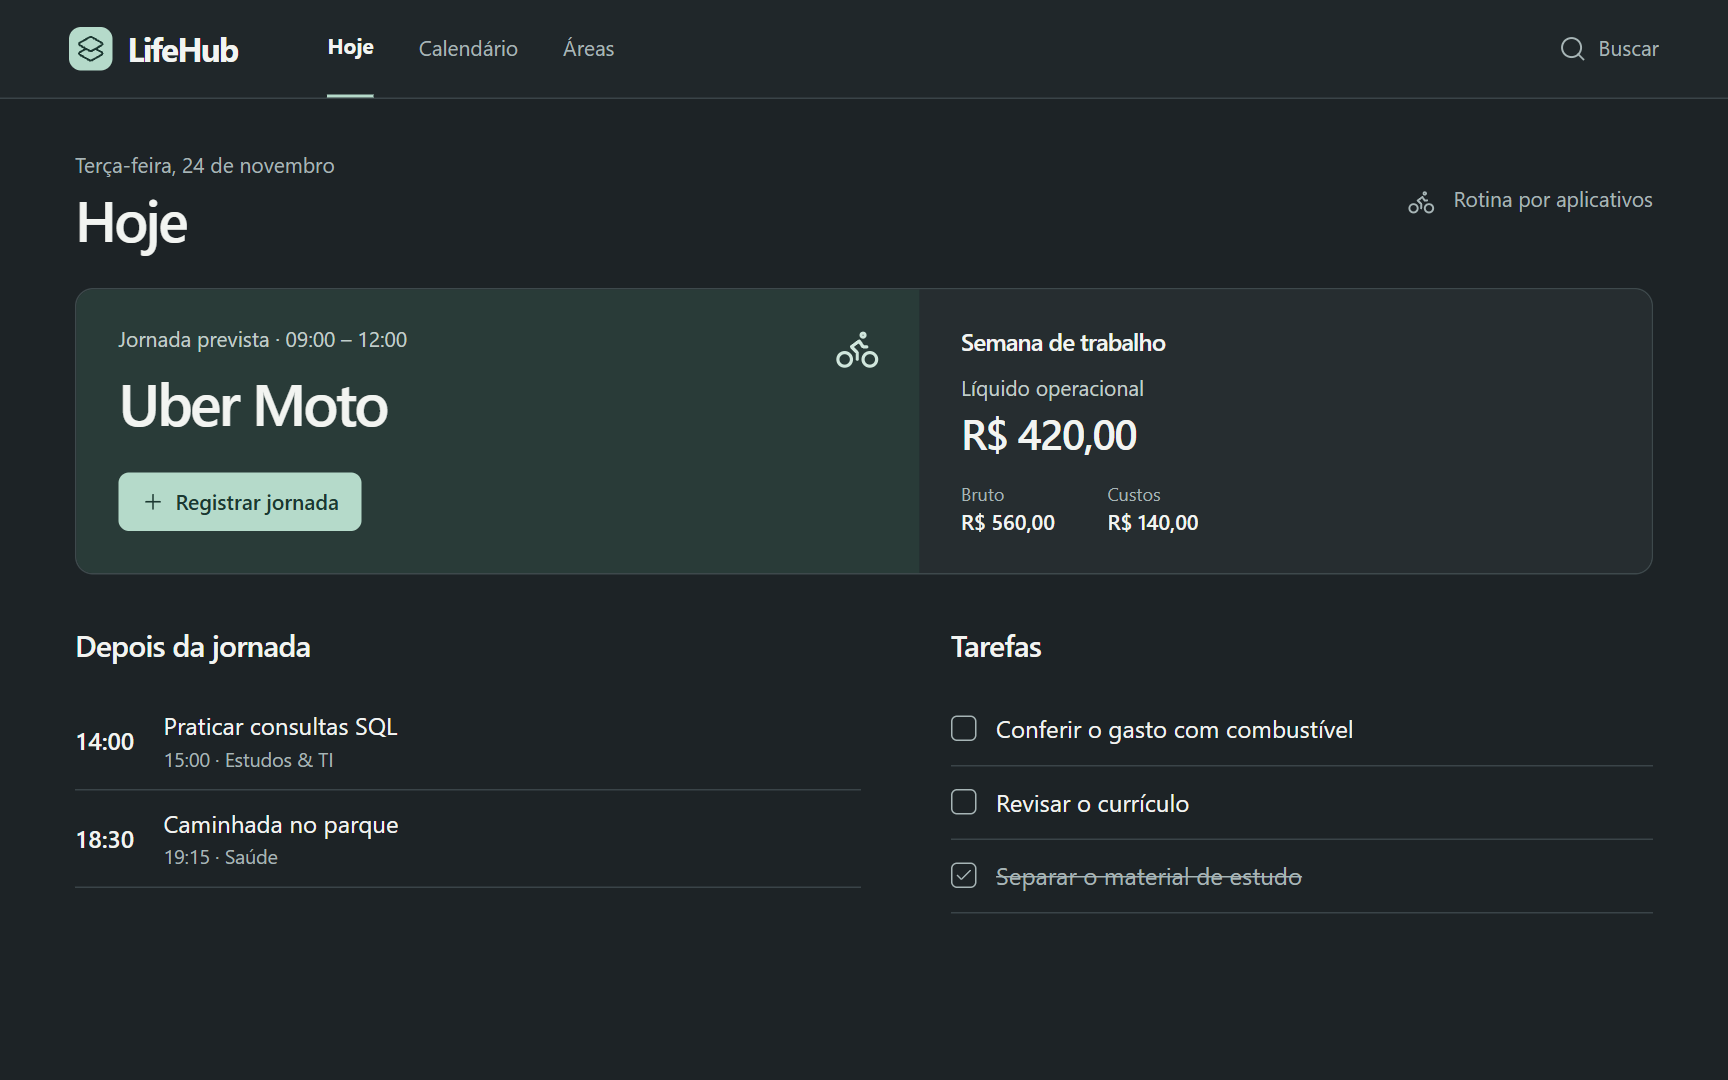 LifeHub
Hoje
Calendário
Áreas
Buscar
Terça-feira, 24 de novembro
Hoje
Rotina por aplicativos
Jornada prevista · 09:00 – 12:00
Uber Moto
Registrar jornada
Semana de trabalho
Líquido operacional
R$ 420,00
Bruto
Custos
R$ 560,00
R$ 140,00
Depois da jornada
14:00
Praticar consultas SQL
15:00 · Estudos & TI
18:30
Caminhada no parque
19:15 · Saúde
Tarefas
Conferir o gasto com combustível
Revisar o currículo
Separar o material de estudo